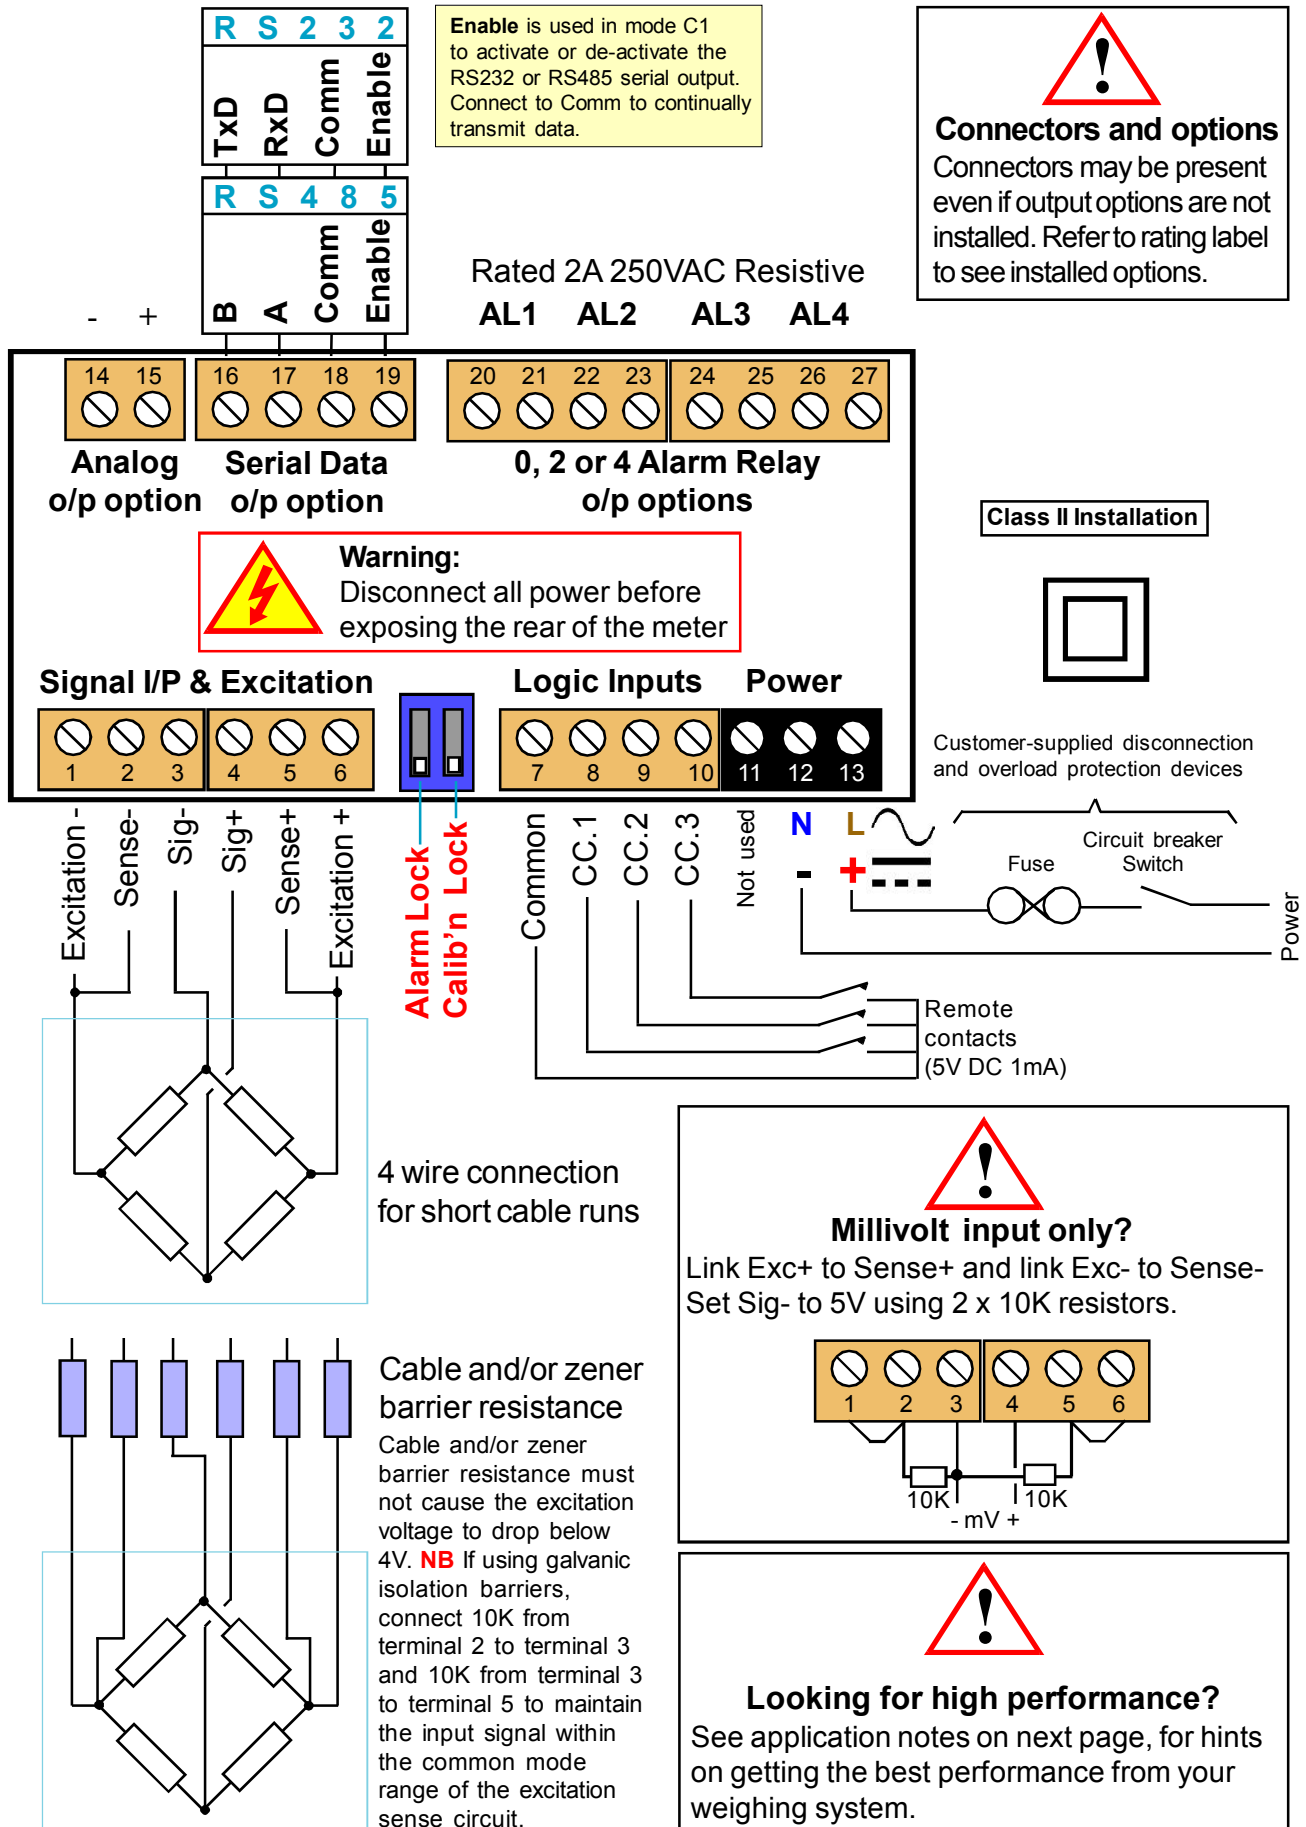 R S 2 3 2
TxD
RxD
Comm
Enable
R S 4 8 5
B
A
Comm
Enable
Enable is used in mode C1
to activate or de-activate the
RS232 or RS485 serial output.
Connect to Comm to continually
transmit data.
Connectors and options
Connectors may be present
even if output options are not
installed. Refer to rating label
to see installed options.
Rated 2A 250VAC Resistive
- + AL1 AL2 AL3 AL4
14 15 16 17 18 19 20 21 22 23 24 25 26 27
Analog
o/p option
Serial Data
o/p option
0, 2 or 4 Alarm Relay
o/p options
Warning:
Disconnect all power before
exposing the rear of the meter
Class II Installation
Signal I/P & Excitation
Logic Inputs
Power
1 2 3 4 5 6 7 8 9 10 11 12 13
Excitation -
Sense-
Sig-
Sig+
Sense+
Excitation +
Alarm Lock
Calib'n Lock
Common
CC.1
CC.2
CC.3
Not used
N L
- +
Customer-supplied disconnection
and overload protection devices
Fuse
Circuit breaker
Switch
Power
Remote
contacts
(5V DC 1mA)
4 wire connection
for short cable runs
Millivolt input only?
Link Exc+ to Sense+ and link Exc- to Sense-
Set Sig- to 5V using 2 x 10K resistors.
1 2 3 4 5 6
10K 10K
- mV +
Cable and/or zener
barrier resistance
Cable and/or zener
barrier resistance must
not cause the excitation
voltage to drop below
4V. NB If using galvanic
isolation barriers,
connect 10K from
terminal 2 to terminal 3
and 10K from terminal 3
to terminal 5 to maintain
the input signal within
the common mode
range of the excitation
sense circuit.
Looking for high performance?
See application notes on next page, for hints
on getting the best performance from your
weighing system.